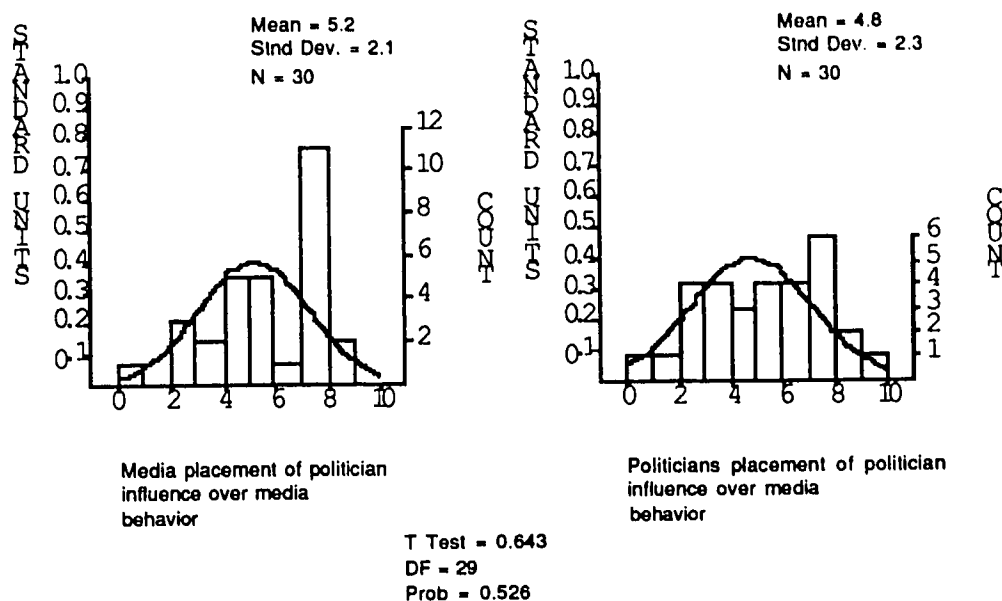 STANDARD UNITS
Mean = 5.2
Stnd Dev. = 2.1
N = 30
1.0
0.9
0.8
0.7
0.6
0.5
0.4
0.3
0.2
0.1
12
10
8
6
4
2
COUNT
0 2 4 6 8 10
Media placement of politician
influence over media
behavior
STANDARD UNITS
Mean = 4.8
Stnd Dev. = 2.3
N = 30
1.0
0.9
0.8
0.7
0.6
0.5
0.4
0.3
0.2
0.1
6
5
4
3
2
1
COUNT
0 2 4 6 8 10
Politicians placement of politician
influence over media
behavior
T Test = 0.643
DF = 29
Prob = 0.526